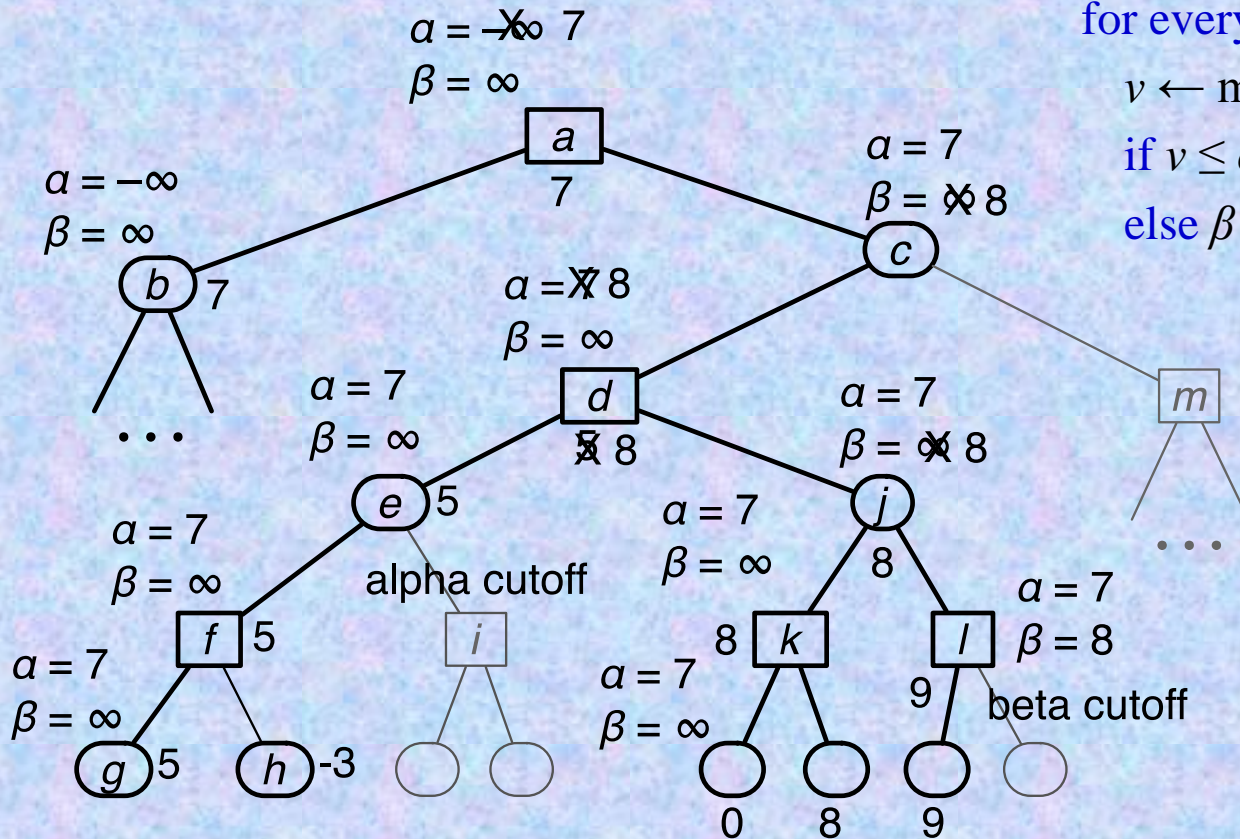 α = –∞ 7
β = ∞
for every
v ← m
if v ≤
else β
a
7
α = 7
β = ∞ 8
c
α = –∞
β = ∞
b 7
α = 7 8
β = ∞
d
5 8
m
...
α = 7
β = ∞
e 5
α = 7
β = ∞ 8
j
8
...
α = 7
β = ∞
f 5
alpha cutoff
i
α = 7
β = ∞
8 k
α = 7
β = 8
l
9
beta cutoff
α = 7
β = ∞
g 5
h -3
α = 7
β = ∞
0
8
9